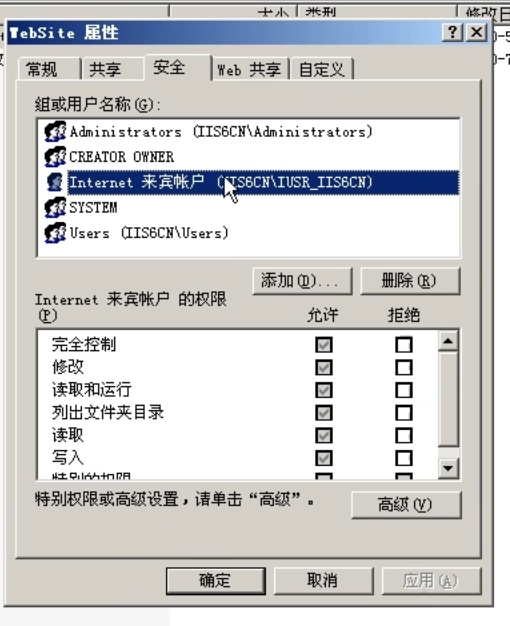 大小 类型 修改日
WebSite 属性
常规 共享 安全 Web 共享 自定义
组或用户名称(G):
Administrators (IIS6CN\Administrators)
CREATOR OWNER
Internet 来宾帐户 (IIS6CN\IUSR_IIS6CN)
SYSTEM
Users (IIS6CN\Users)
添加(D)... 删除(R)
Internet 来宾帐户 的权限
(P) 允许 拒绝
完全控制
修改
读取和运行
列出文件夹目录
读取
写入
特别的权限
特别权限或高级设置，请单击“高级”。 高级(V)
确定 取消 应用(A)